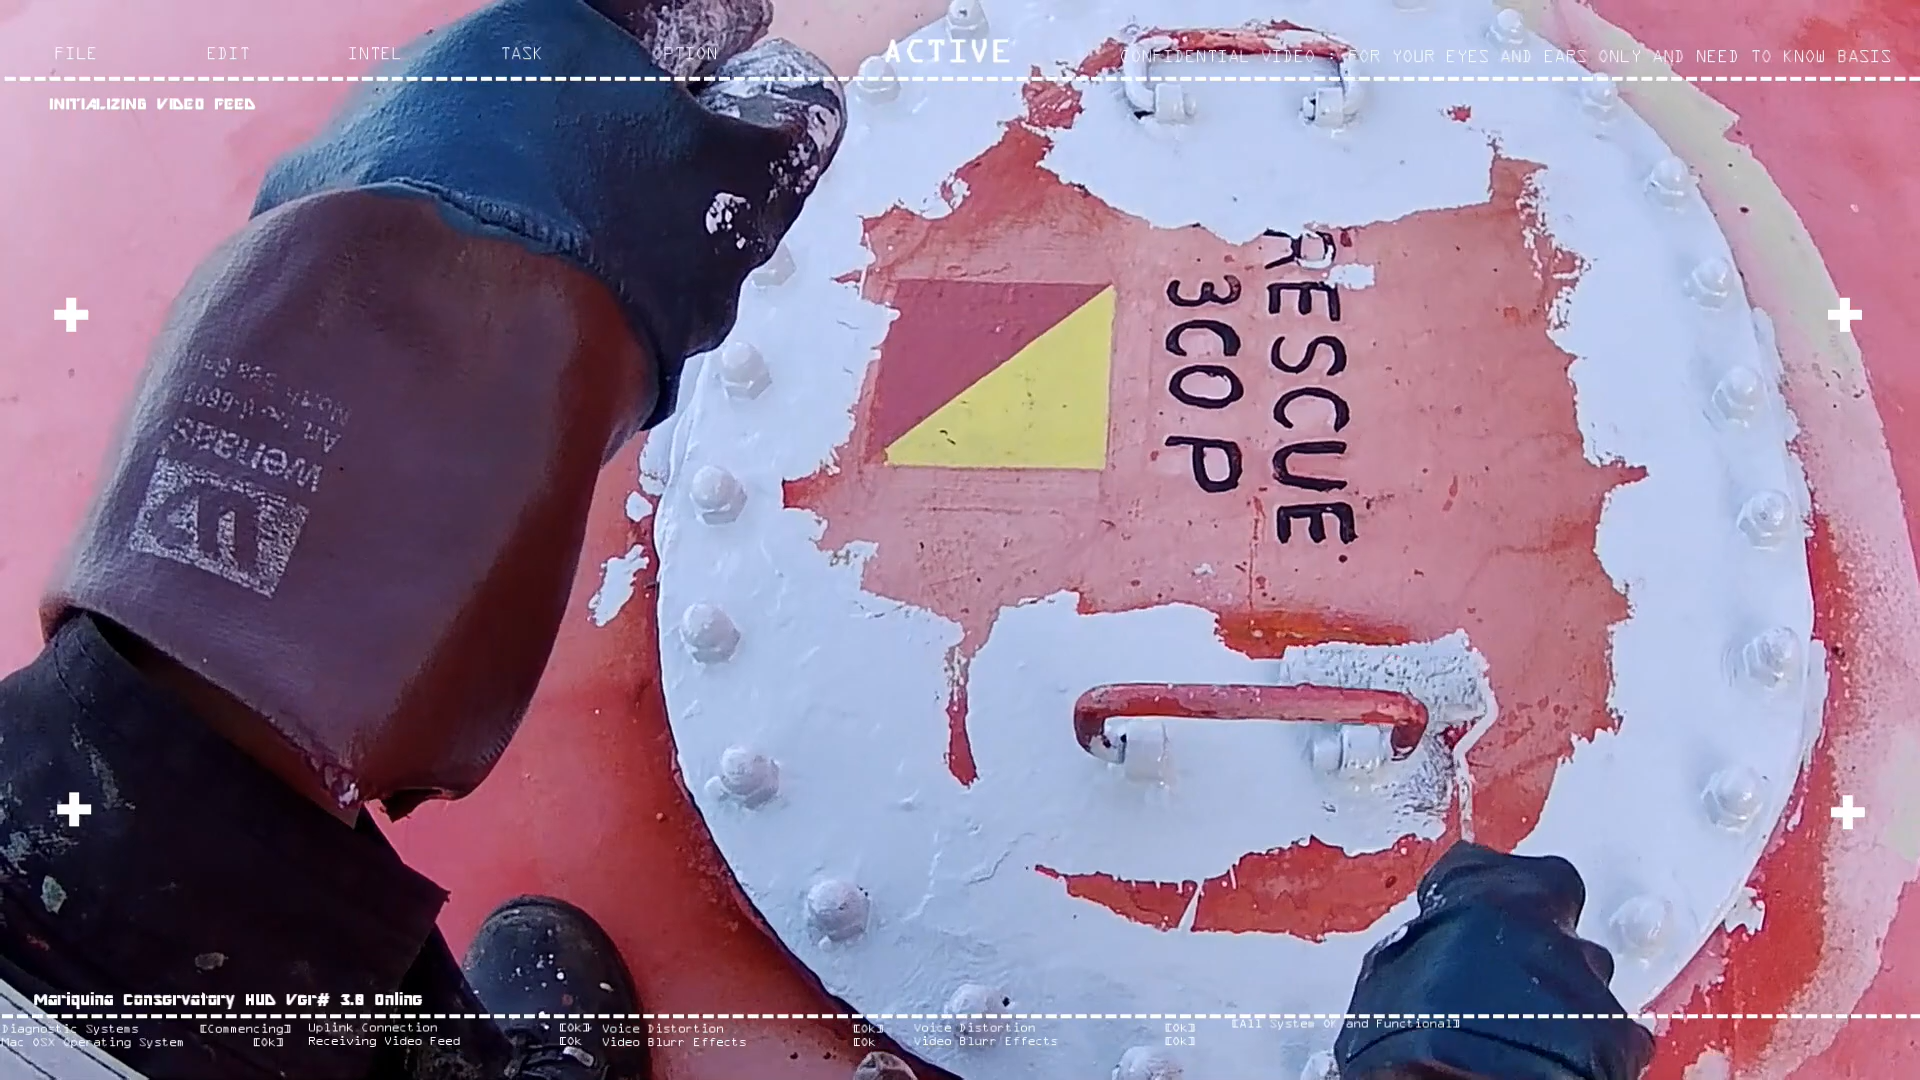 FILE EDIT INTEL TASK PTION ACTIVE CONFIDENTIAL VIDEO : FOR YOUR EYES AND EARS ONLY AND NEED TO KNOW BASIS
INITIALIZING VIDEO FEED
RESCUE
3COP
wenaas
Mariquina Conservatory HUD Ver# 3.8 Online
Diagnostic Systems [Commencing] Uplink Connection [Ok] Voice Distortion [Ok] Voice Distortion [Ok] [All System OK and Functional]
Mac OSX Operating System [Ok] Receiving Video Feed [Ok Video Blurr Effects [Ok Video Blurr Effects [Ok]